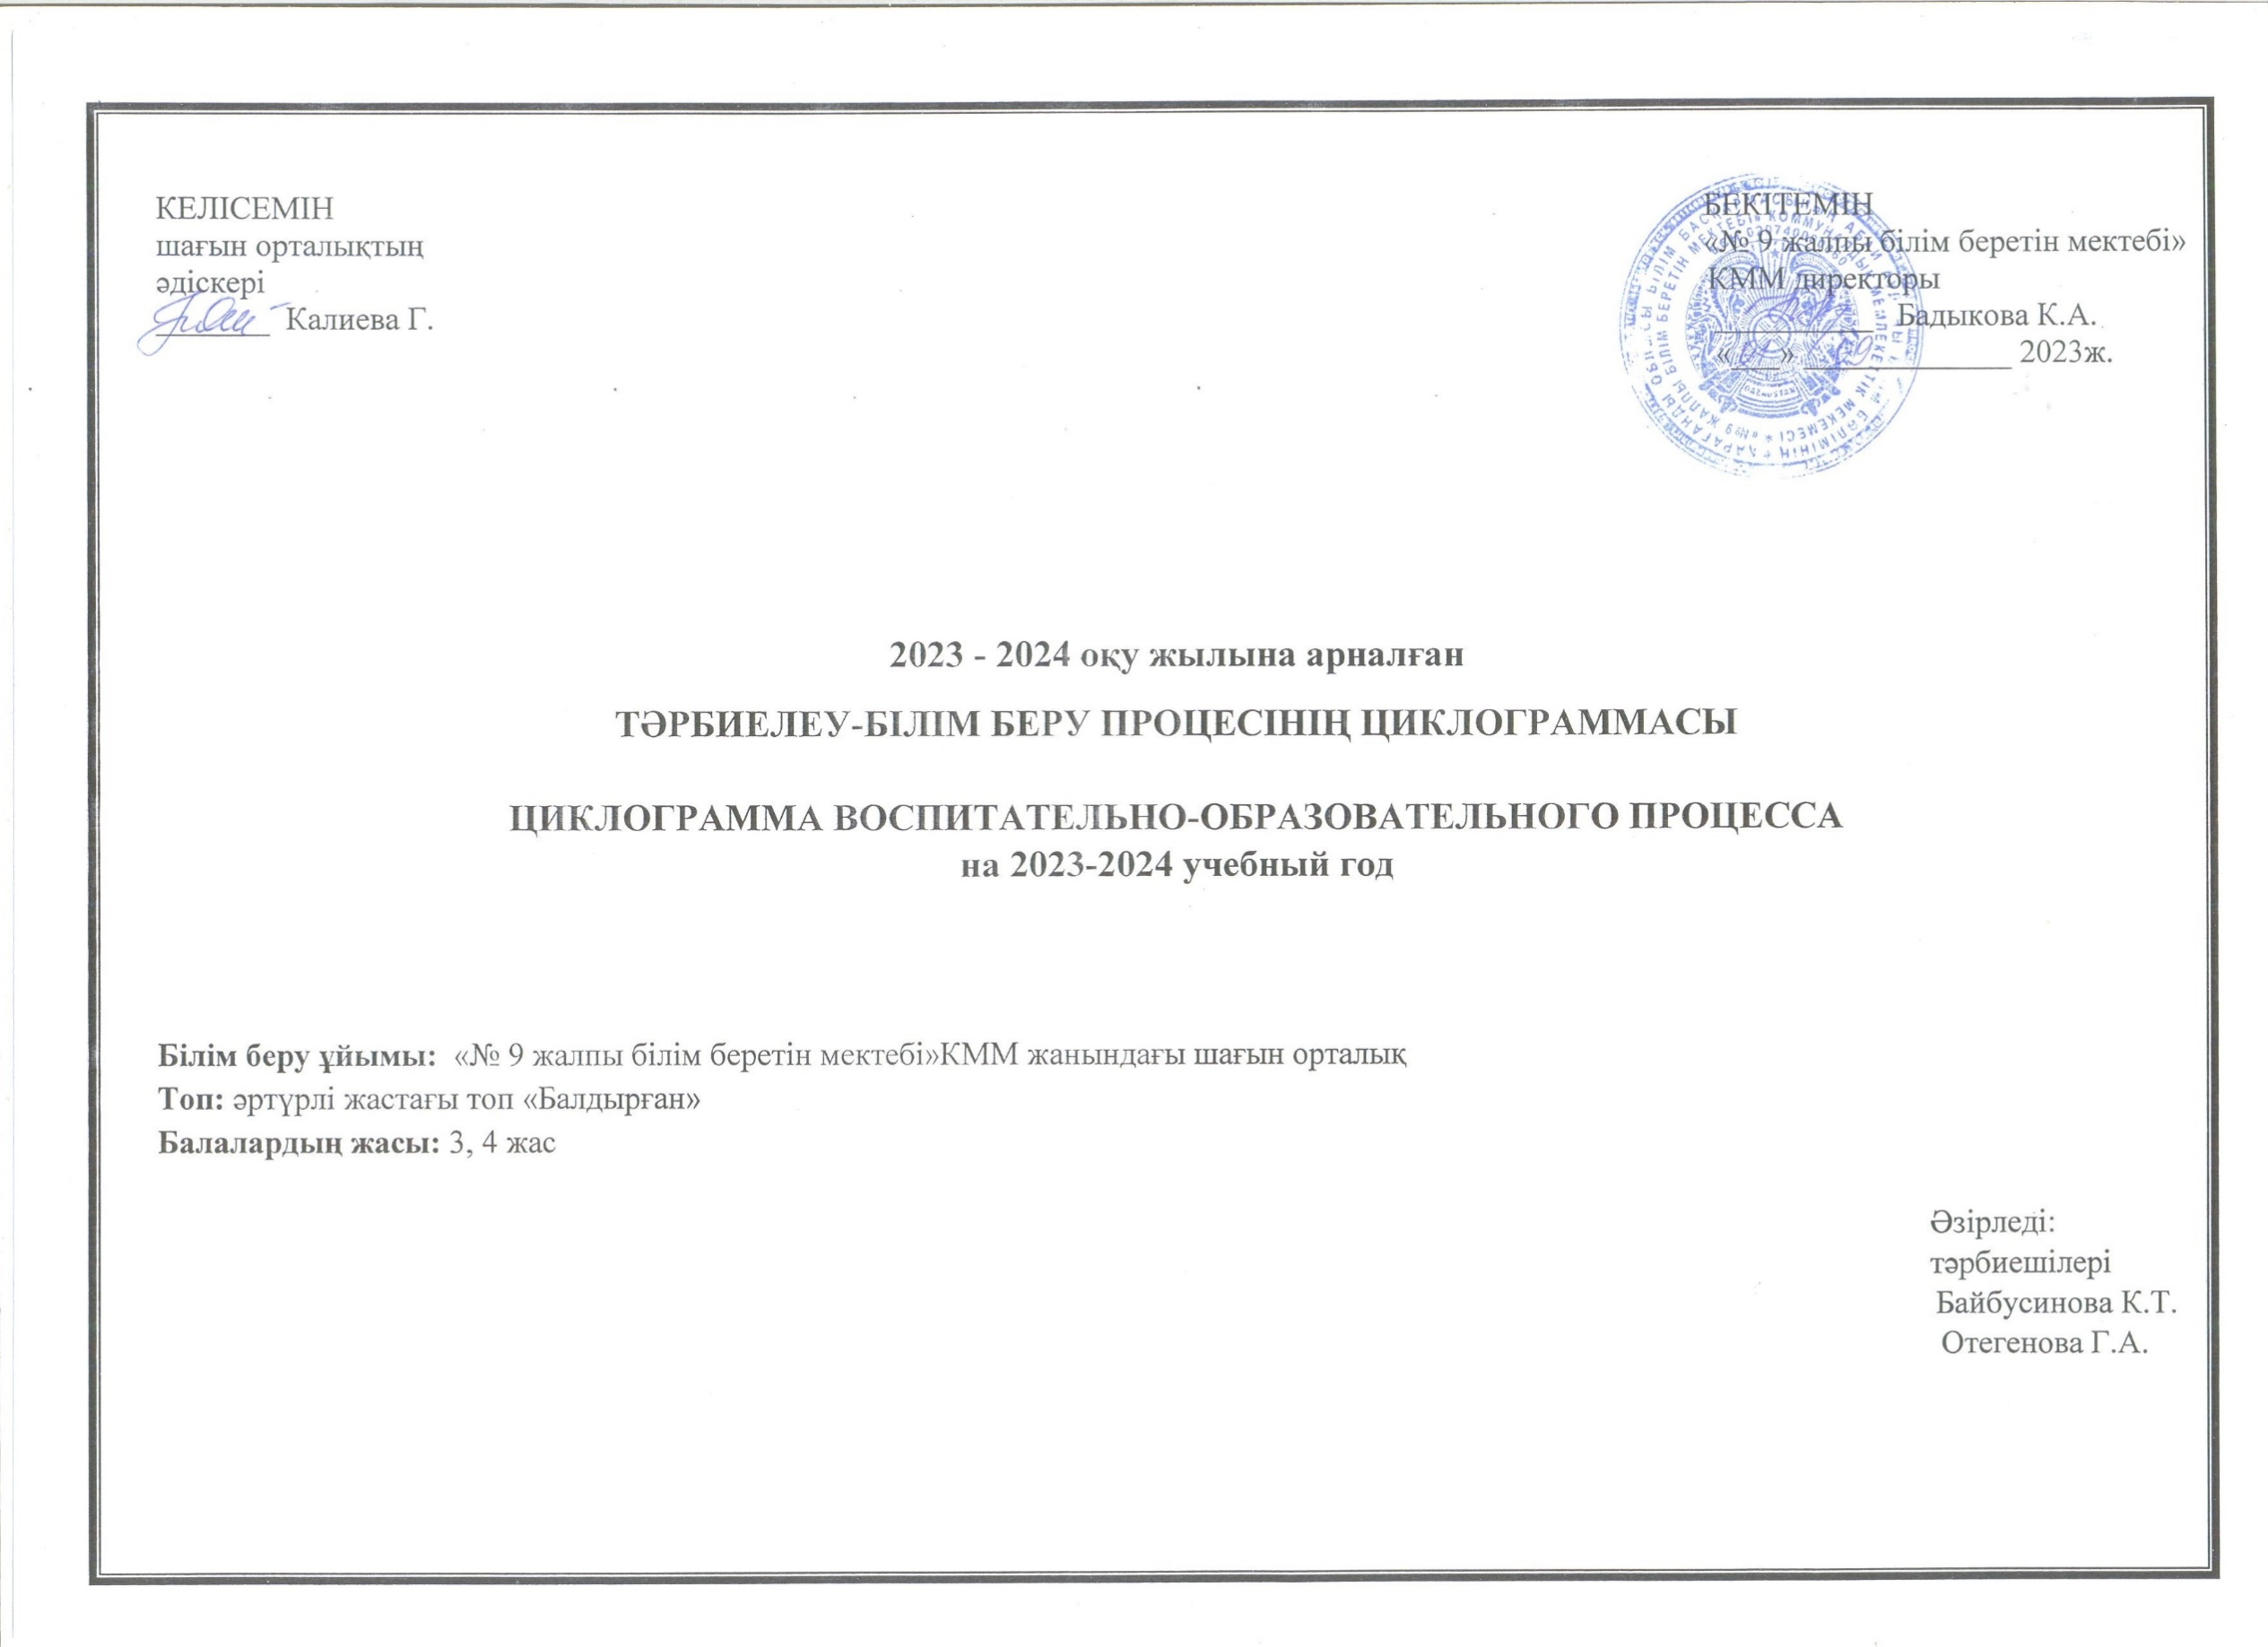 КЕЛІСЕМІН
шағын орталықтың
әдіскері
Калиева Г.
БЕКІТЕМІН
«№ 9 жалпы білім беретін мектебі»
КММ директоры
Бадыкова К.А.
«01» 09 2023ж.
2023 - 2024 оқу жылына арналған
ТӘРБИЕЛЕУ-БІЛІМ БЕРУ ПРОЦЕСІНІҢ ЦИКЛОГРАММАСЫ
ЦИКЛОГРАММА ВОСПИТАТЕЛЬНО-ОБРАЗОВАТЕЛЬНОГО ПРОЦЕССА
на 2023-2024 учебный год
Білім беру ұйымы: «№ 9 жалпы білім беретін мектебі»КММ жанындағы шағын орталық
Топ: әртүрлі жастағы топ «Балдырған»
Балалардың жасы: 3, 4 жас
Әзірледі:
тәрбиешілері
Байбусинова К.Т.
Отегенова Г.А.